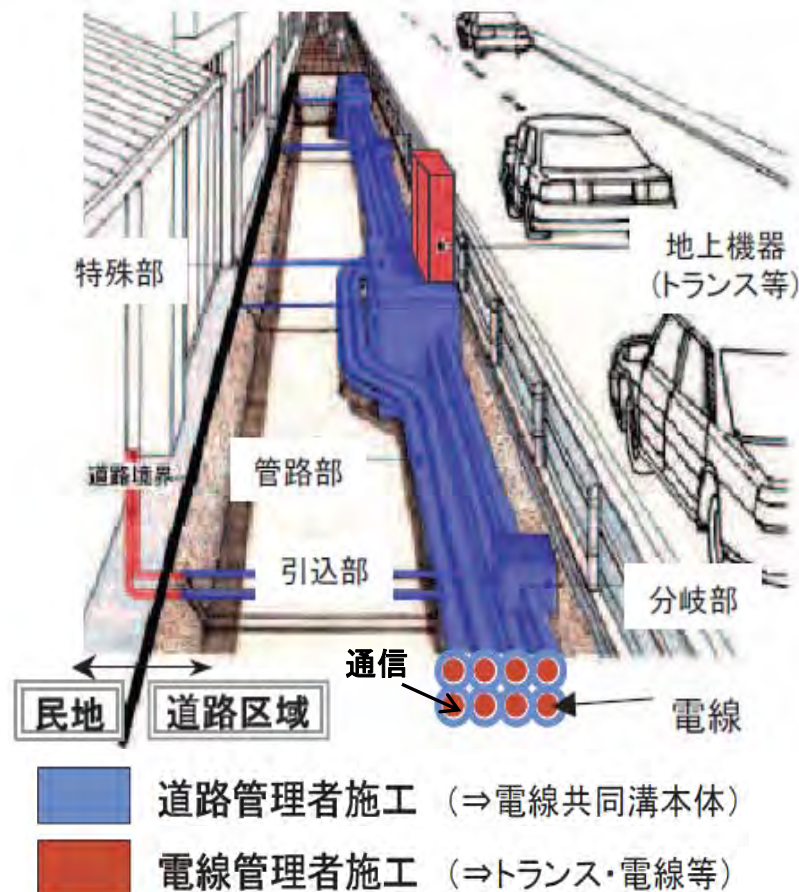 特殊部
地上機器
(トランス等)
道路境界
管路部
引込部
分岐部
通信
民地
道路区域
電線
道路管理者施工 (⇒電線共同溝本体)
電線管理者施工 (⇒トランス・電線等)